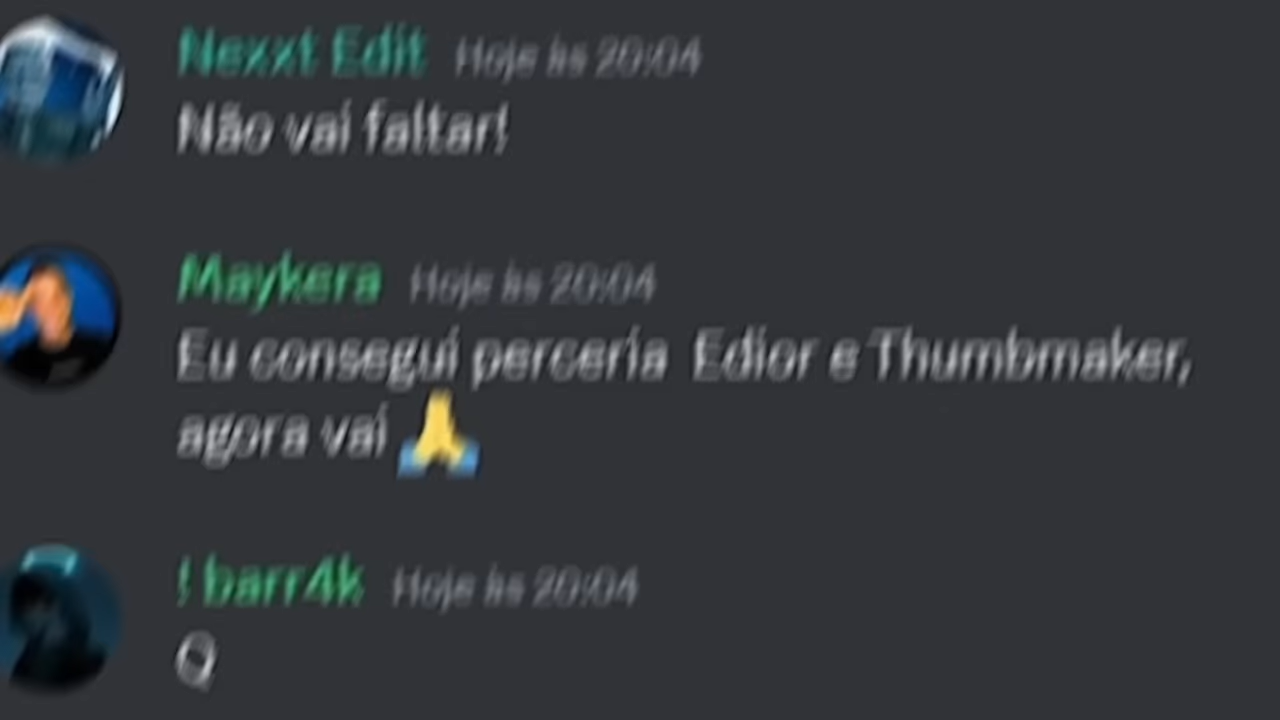 Nexxt Edit Hoje às 20:04
Não vai faltar!
Maykera Hoje às 20:04
Eu consegui perceria Edior e Thumbmaker,
agora vai 🙏
! barr4k Hoje às 20:04
Q